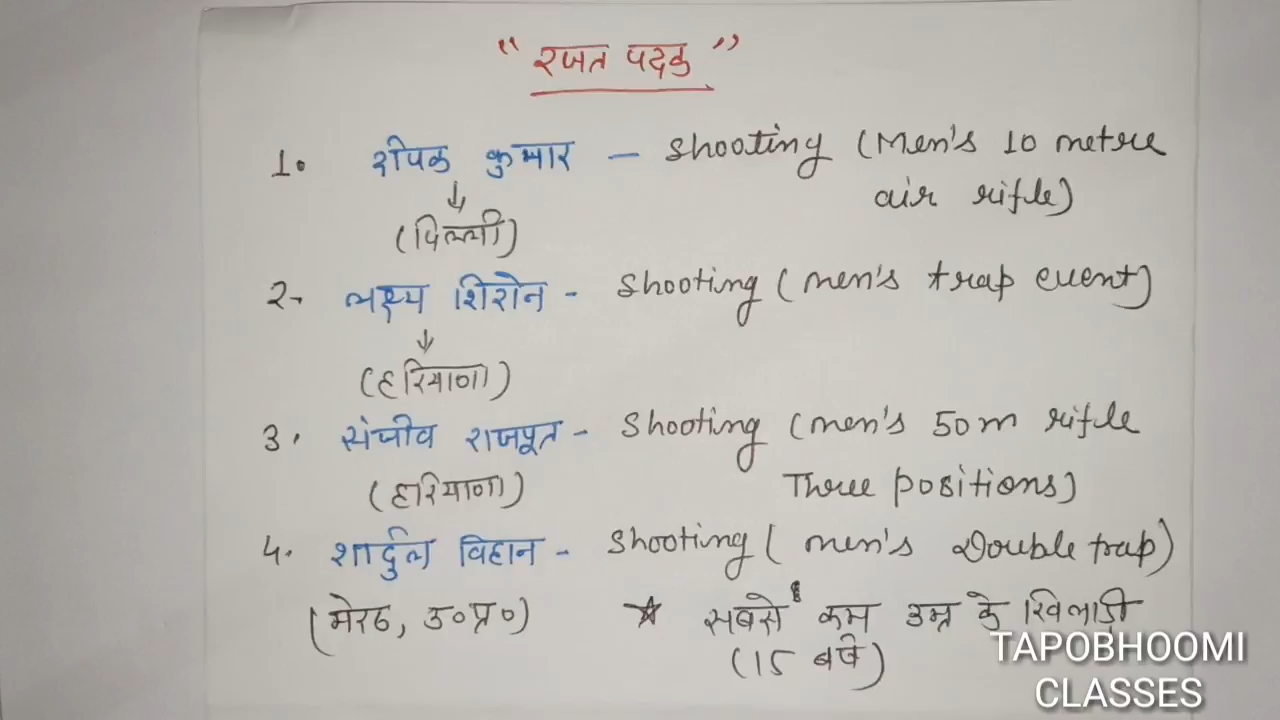 " रजत पदक "
1. दीपक कुमार - Shooting (Men's 10 metre
air rifle)
(दिल्ली)
2. लक्ष्य शिरोन - Shooting (men's trap event)
(हरियाणा)
3. संजीव राजपूत - Shooting (men's 50m rifle
(हरियाणा) Three positions)
4. शार्दुल विहान - Shooting (men's Double trap)
(मेरठ, उ०प्र०) ☆ सबसे कम उम्र के खिलाड़ी
(15 वर्ष)
TAPOBHOOMI
CLASSES